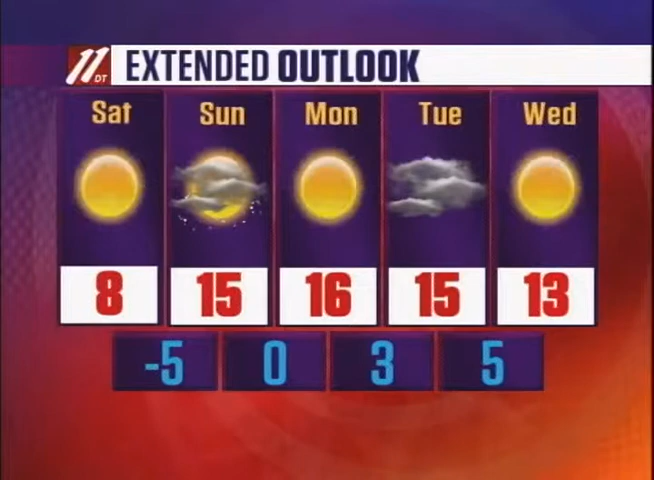 11 DT EXTENDED OUTLOOK
Sat Sun Mon Tue Wed
8 15 16 15 13
-5 0 3 5